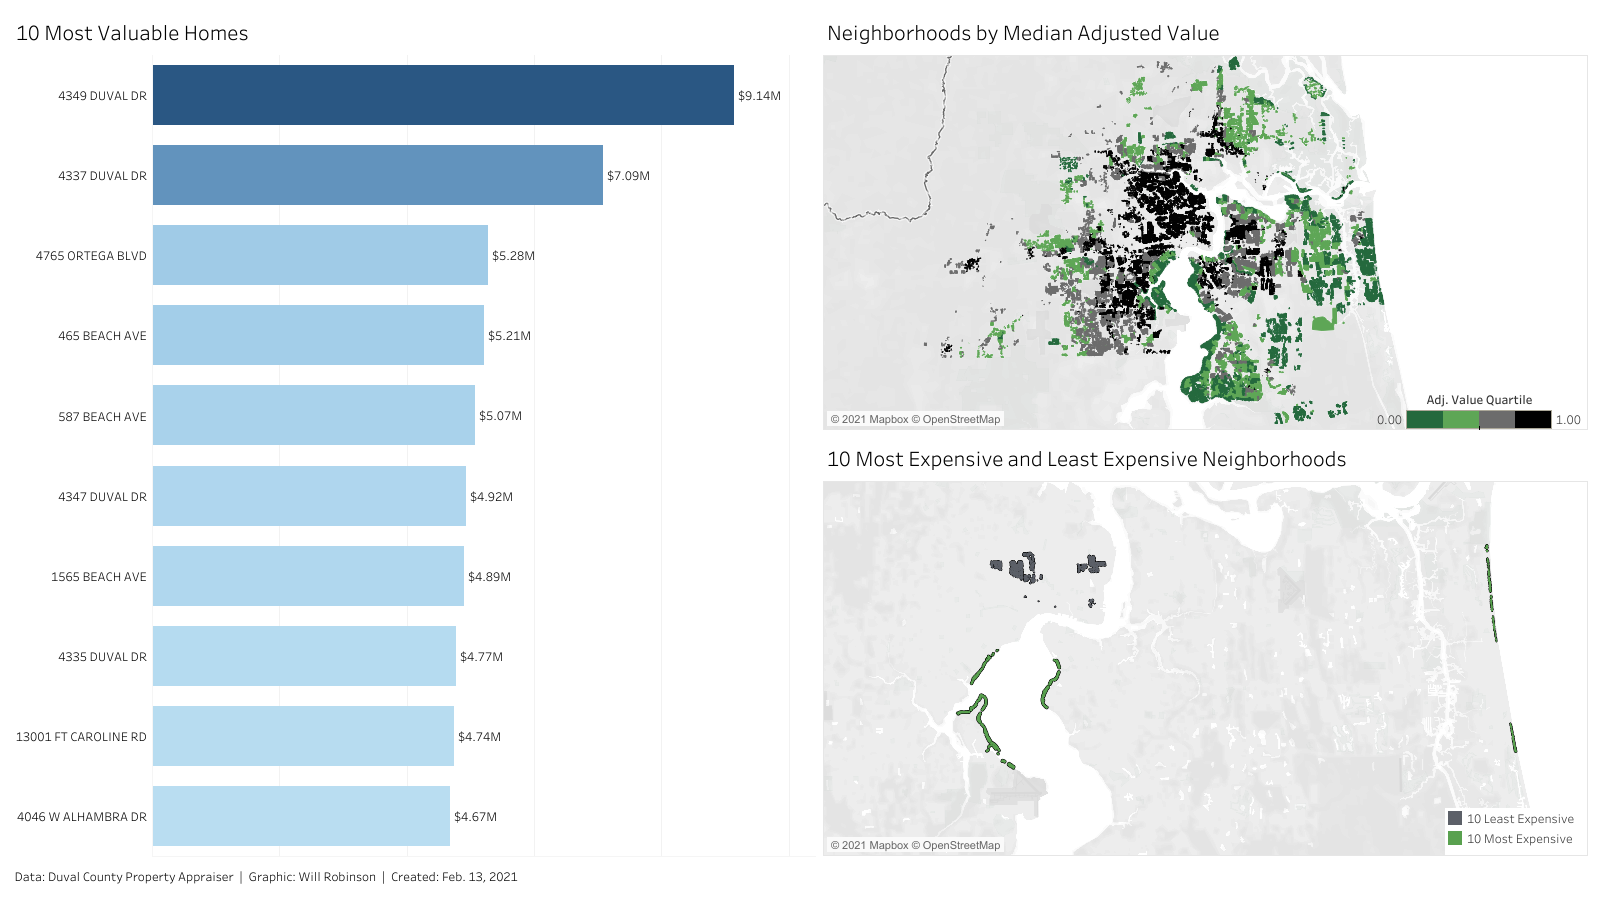 10 Most Valuable Homes
4349 DUVAL DR
$9.14M
4337 DUVAL DR
$7.09M
4765 ORTEGA BLVD
$5.28M
465 BEACH AVE
$5.21M
587 BEACH AVE
$5.07M
4347 DUVAL DR
$4.92M
1565 BEACH AVE
$4.89M
4335 DUVAL DR
$4.77M
13001 FT CAROLINE RD
$4.74M
4046 W ALHAMBRA DR
$4.67M
Neighborhoods by Median Adjusted Value
Adj. Value Quartile
0.00
1.00
© 2021 Mapbox © OpenStreetMap
10 Most Expensive and Least Expensive Neighborhoods
10 Least Expensive
10 Most Expensive
© 2021 Mapbox © OpenStreetMap
Data: Duval County Property Appraiser | Graphic: Will Robinson | Created: Feb. 13, 2021